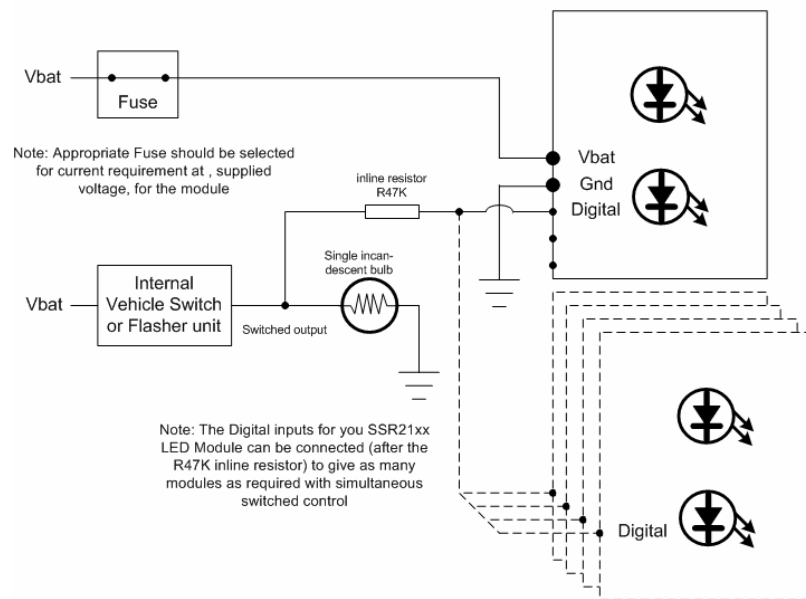 Vbat
Fuse
Note: Appropriate Fuse should be selected
for current requirement at , supplied
voltage, for the module
inline resistor
R47K
Vbat
Gnd
Digital
Single incan-
descent bulb
Vbat
Internal
Vehicle Switch
or Flasher unit
Switched output
Note: The Digital inputs for you SSR21xx
LED Module can be connected (after the
R47K inline resistor) to give as many
modules as required with simultaneous
switched control
Digital